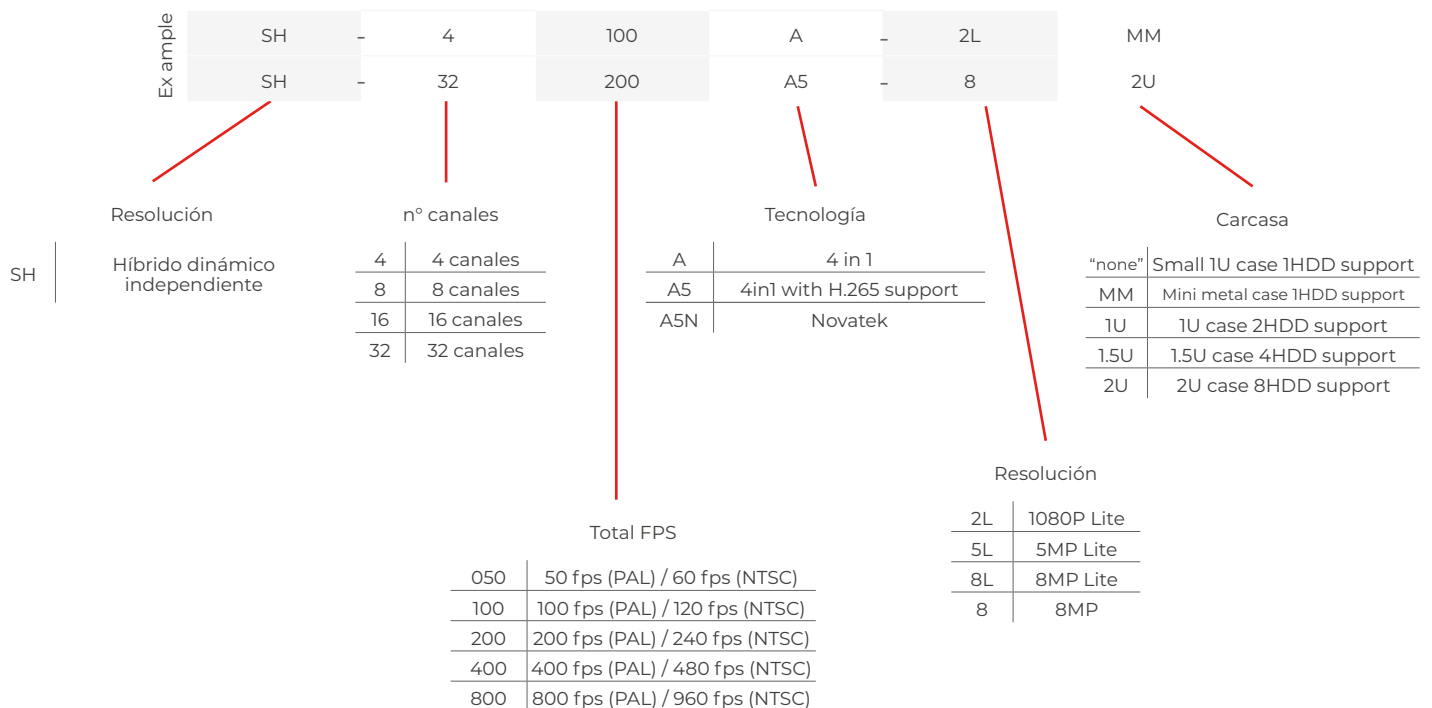 Ex ample
SH - 4 100 A - 2L MM
SH - 32 200 A5 - 8 2U
Resolución
SH Híbrido dinámico
independiente
nº canales
4 4 canales
8 8 canales
16 16 canales
32 32 canales
Tecnología
A 4 in 1
A5 4in1 with H.265 support
A5N Novatek
Carcasa
“none” Small 1U case 1HDD support
MM Mini metal case 1HDD support
1U 1U case 2HDD support
1.5U 1.5U case 4HDD support
2U 2U case 8HDD support
Total FPS
050 50 fps (PAL) / 60 fps (NTSC)
100 100 fps (PAL) / 120 fps (NTSC)
200 200 fps (PAL) / 240 fps (NTSC)
400 400 fps (PAL) / 480 fps (NTSC)
800 800 fps (PAL) / 960 fps (NTSC)
Resolución
2L 1080P Lite
5L 5MP Lite
8L 8MP Lite
8 8MP